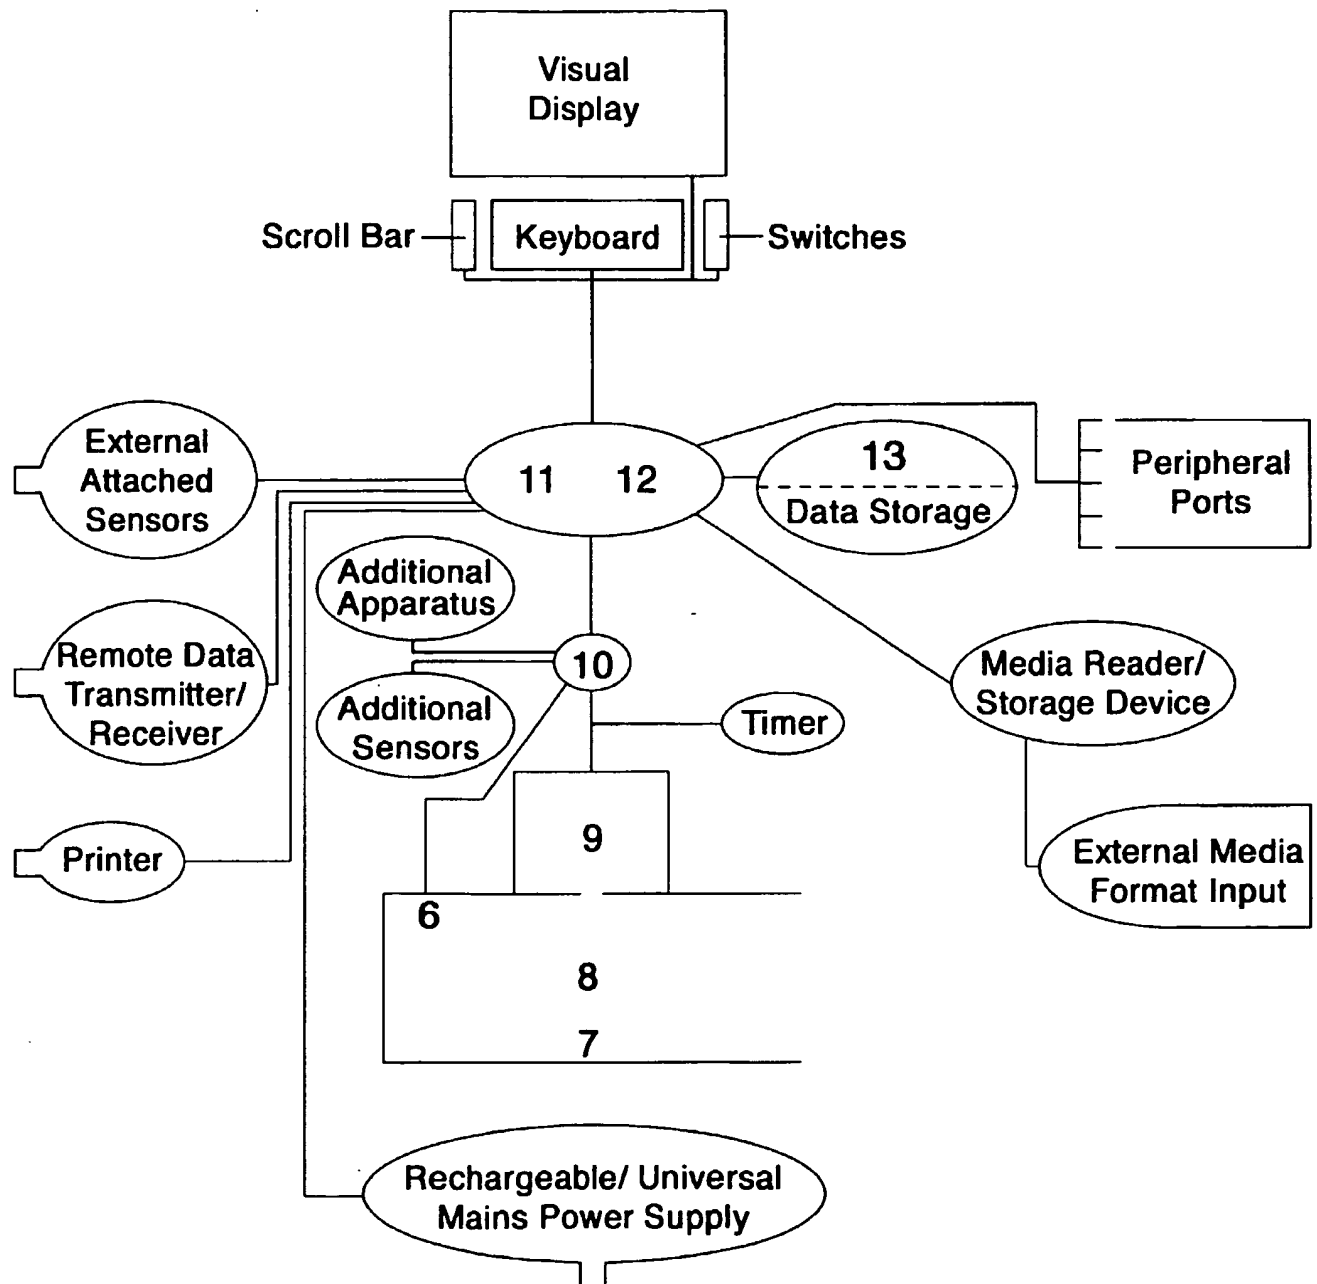 Visual
Display
Scroll Bar
Keyboard
Switches
External
Attached
Sensors
11
12
13
Data Storage
Peripheral
Ports
Additional
Apparatus
Remote Data
Transmitter/
Receiver
10
Media Reader/
Storage Device
Additional
Sensors
Timer
Printer
9
External Media
Format Input
6
8
7
Rechargeable/ Universal
Mains Power Supply